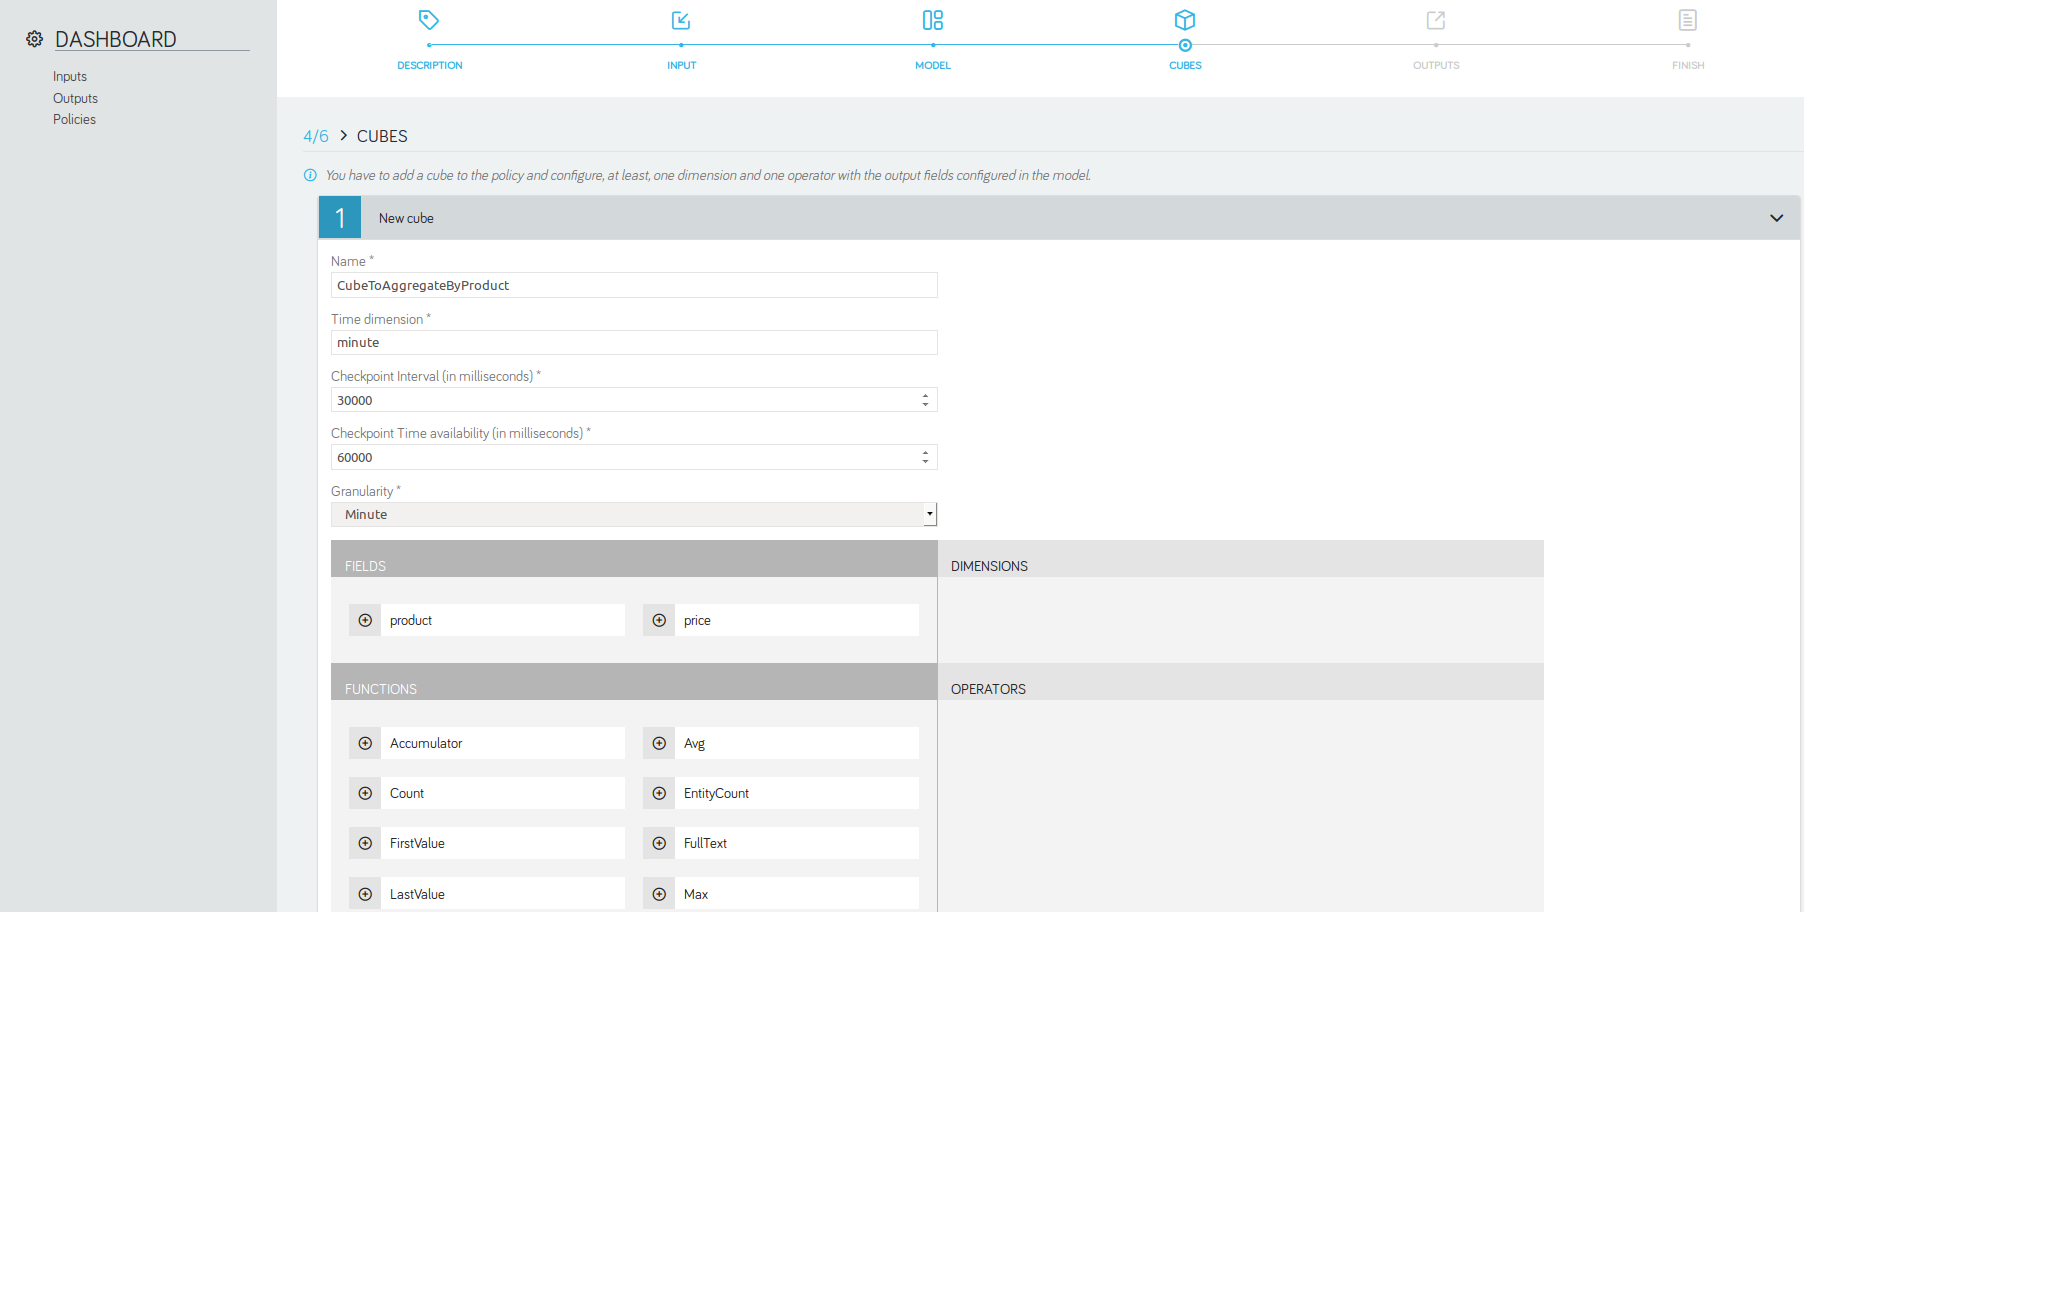 DASHBOARD
Inputs
Outputs
Policies
DESCRIPTION
INPUT
MODEL
CUBES
OUTPUTS
FINISH
4/6 > CUBES
You have to add a cube to the policy and configure, at least, one dimension and one operator with the output fields configured in the model.
1 New cube
Name *
CubeToAggregateByProduct
Time dimension *
minute
Checkpoint Interval (in milliseconds) *
30000
Checkpoint Time availability (in milliseconds) *
60000
Granularity *
Minute
FIELDS
DIMENSIONS
product
price
FUNCTIONS
OPERATORS
Accumulator
Avg
Count
EntityCount
FirstValue
FullText
LastValue
Max